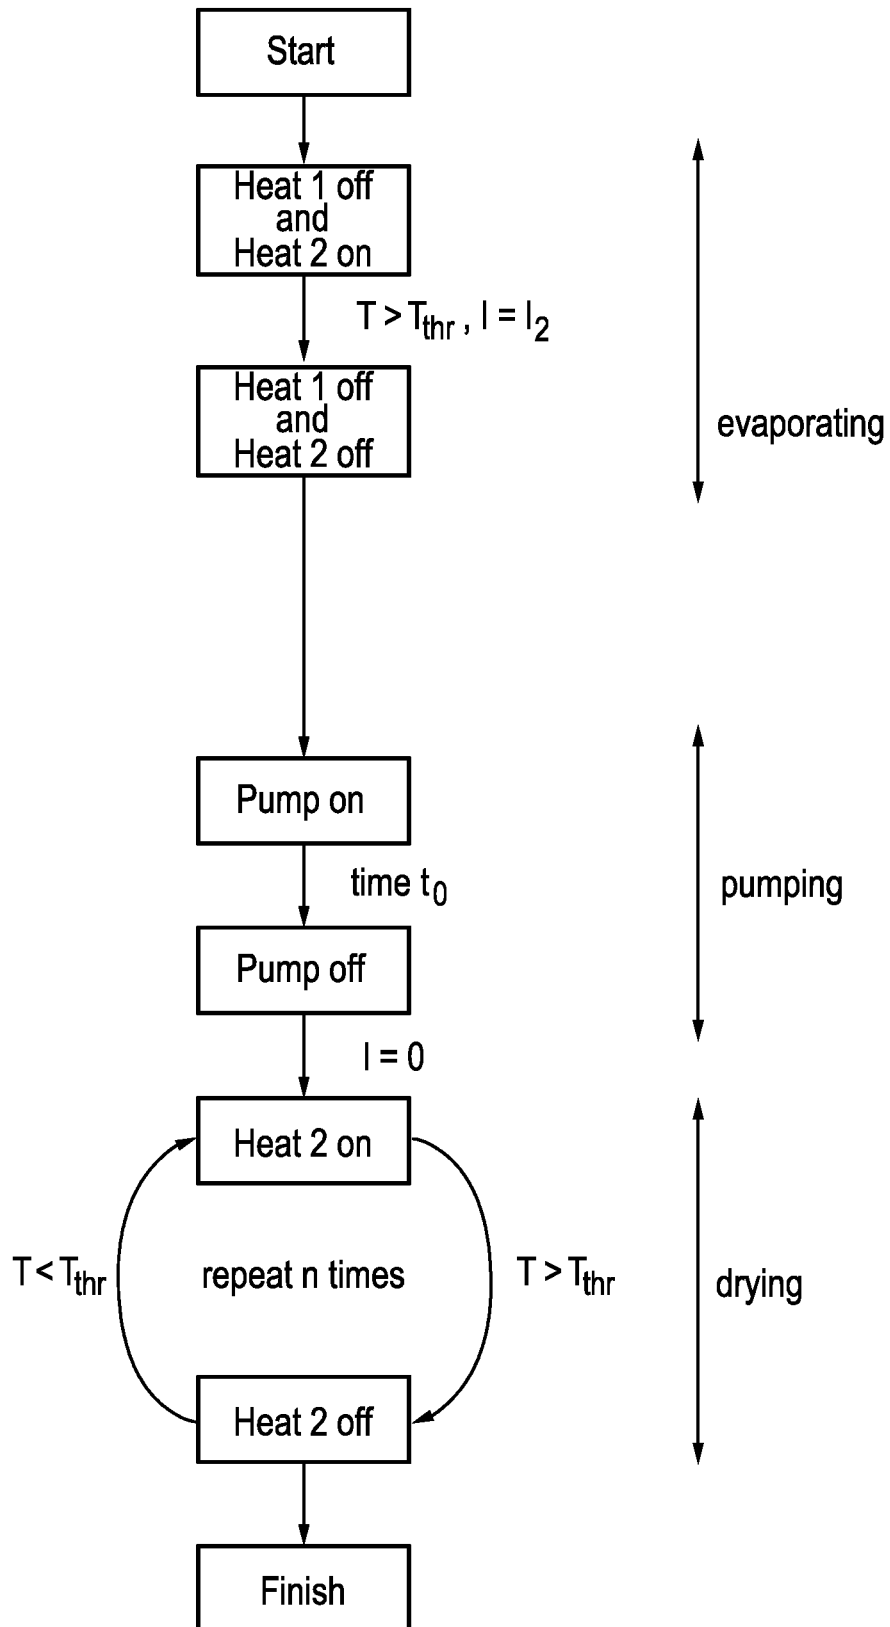 Start
Heat 1 off
and
Heat 2 on
T > Tthr , l = l2
Heat 1 off
and
Heat 2 off
evaporating
Pump on
time t0
pumping
Pump off
l = 0
Heat 2 on
T < Tthr
repeat n times
T > Tthr
drying
Heat 2 off
Finish